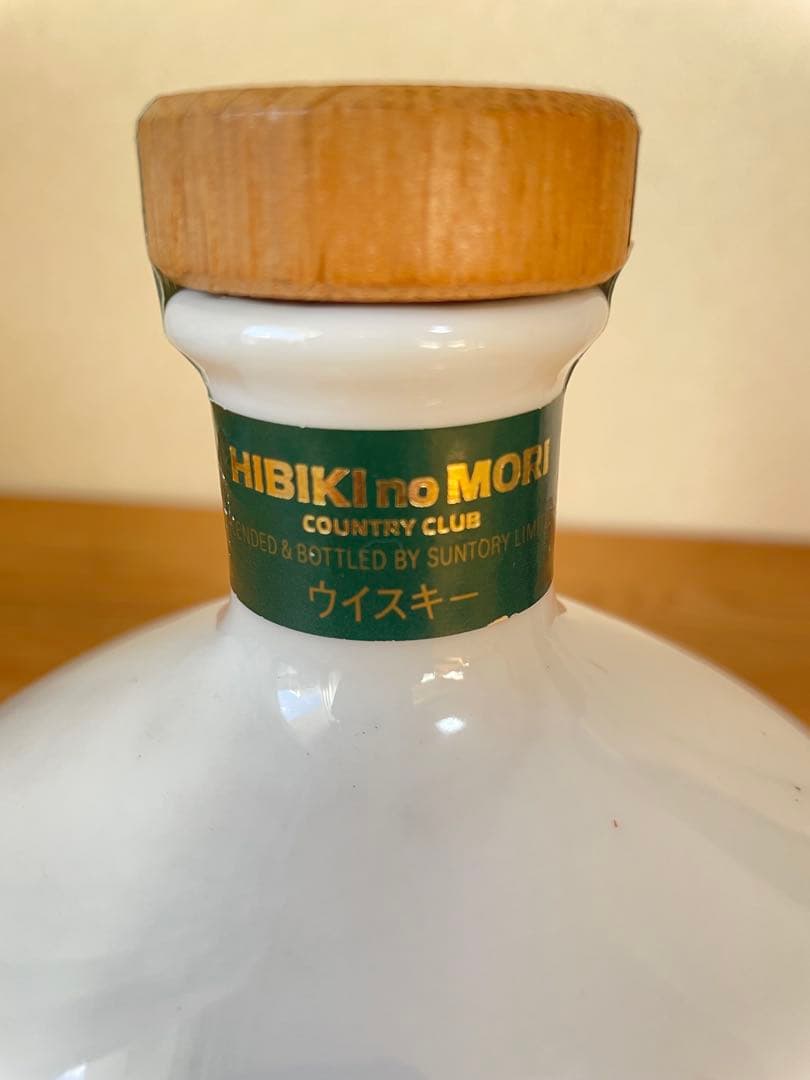 HIBIKI no MORI
COUNTRY CLUB
& BOTTLED BY SUNTORY
ウイスキー